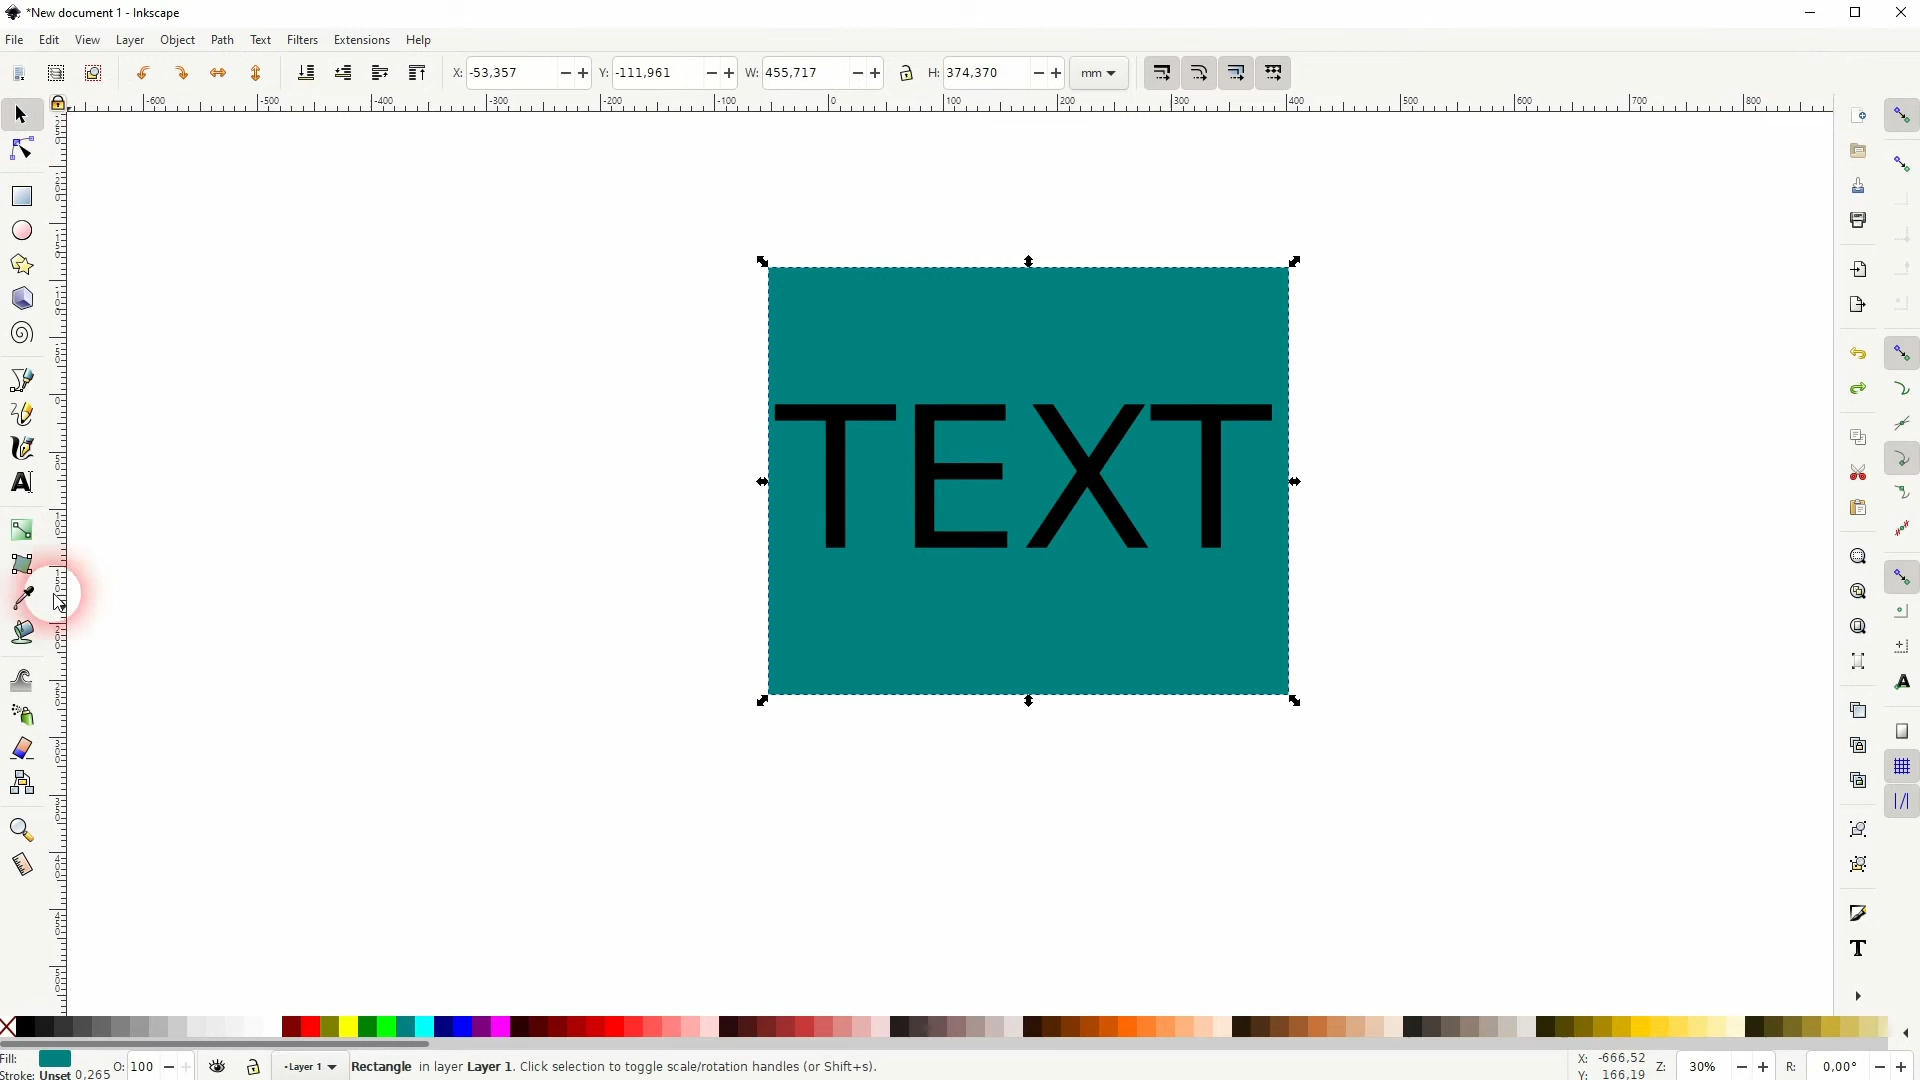 *New document 1 - Inkscape
File Edit View Layer Object Path Text Filters Extensions Help
X: -53,357 Y: -111,961 W: 455,717 H: 374,370 mm
-600 -500 -400 -300 -200 -100 0 100 200 300 400 500 600 700 800
TEXT
Fill: O: 100 -Layer 1 Rectangle in layer Layer 1. Click selection to toggle scale/rotation handles (or Shift+s). X: -666,52 Z: 30% R: 0,00°
Stroke: Unset 0,265 Y: 166,19